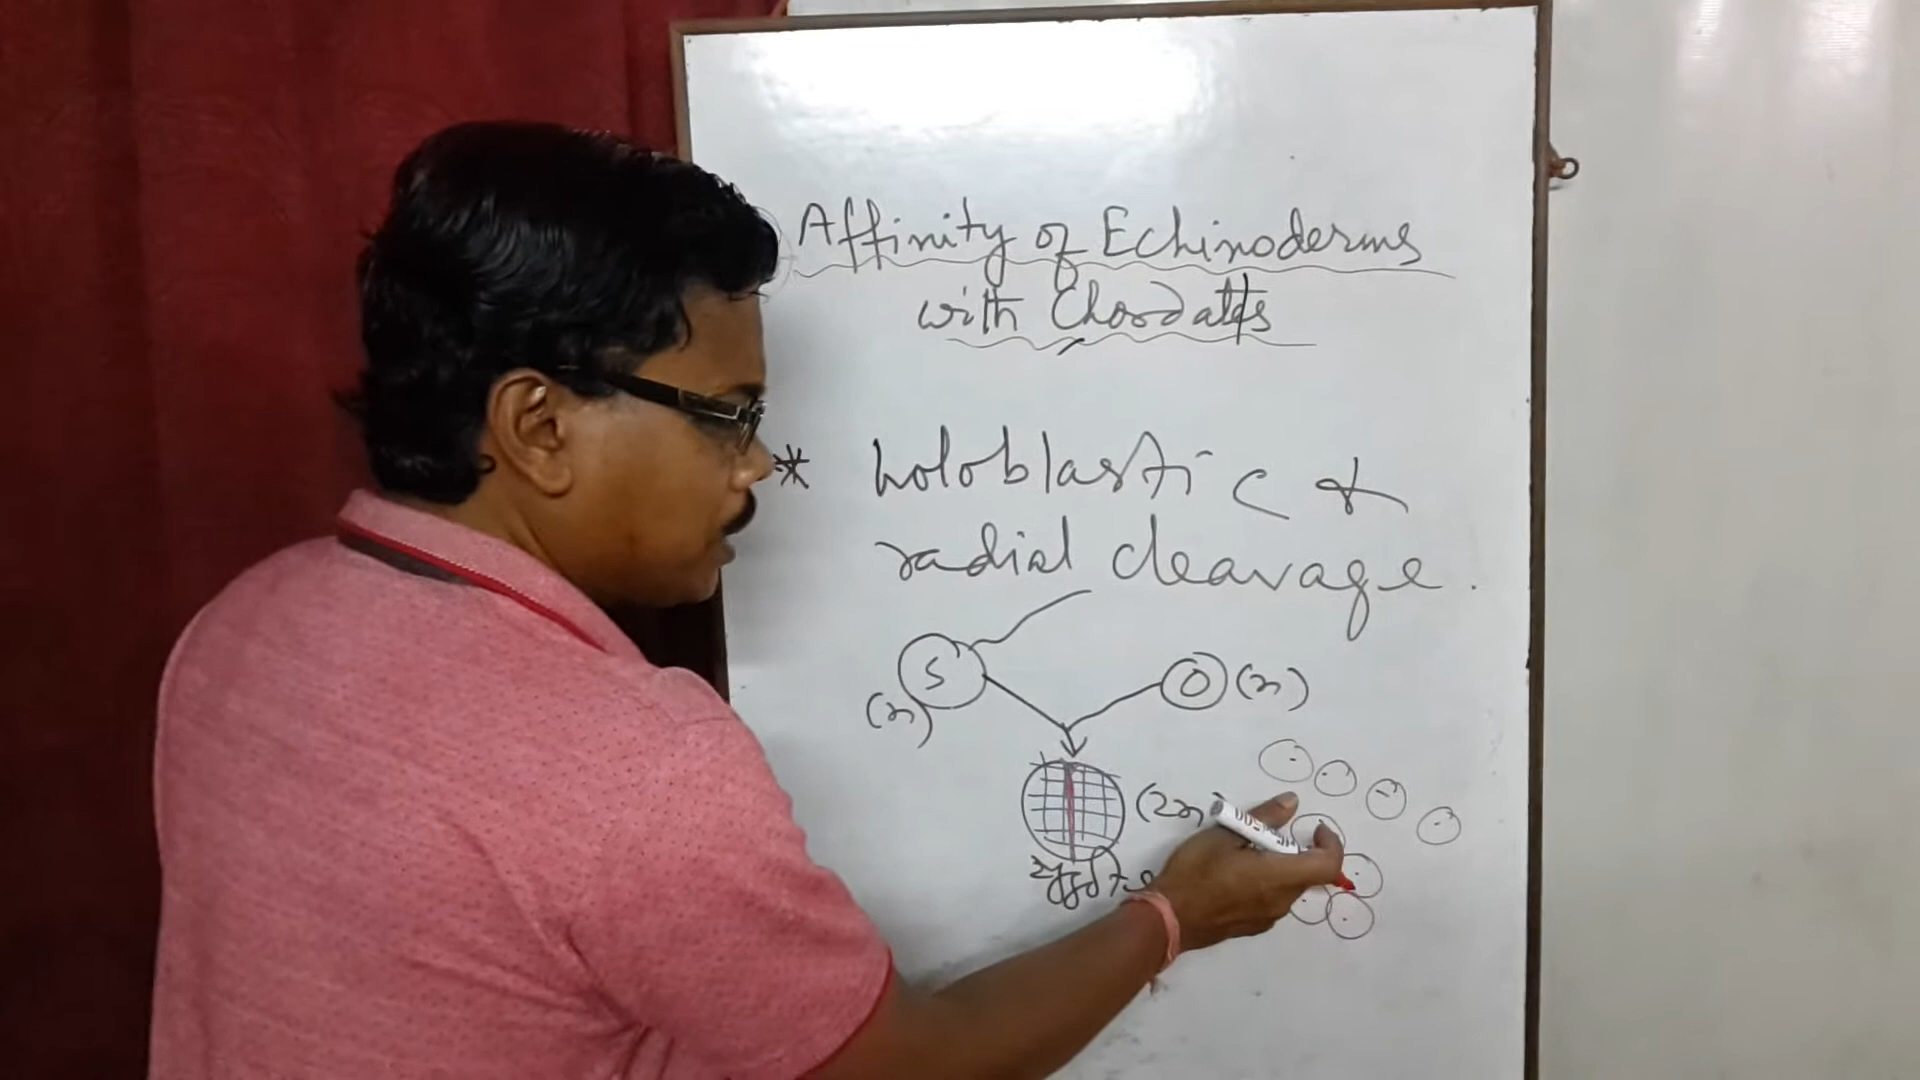 Affinity of Echinoderms
with Chordates
* holoblastic &
radial cleavage.
S
O (n)
(n)
(2n